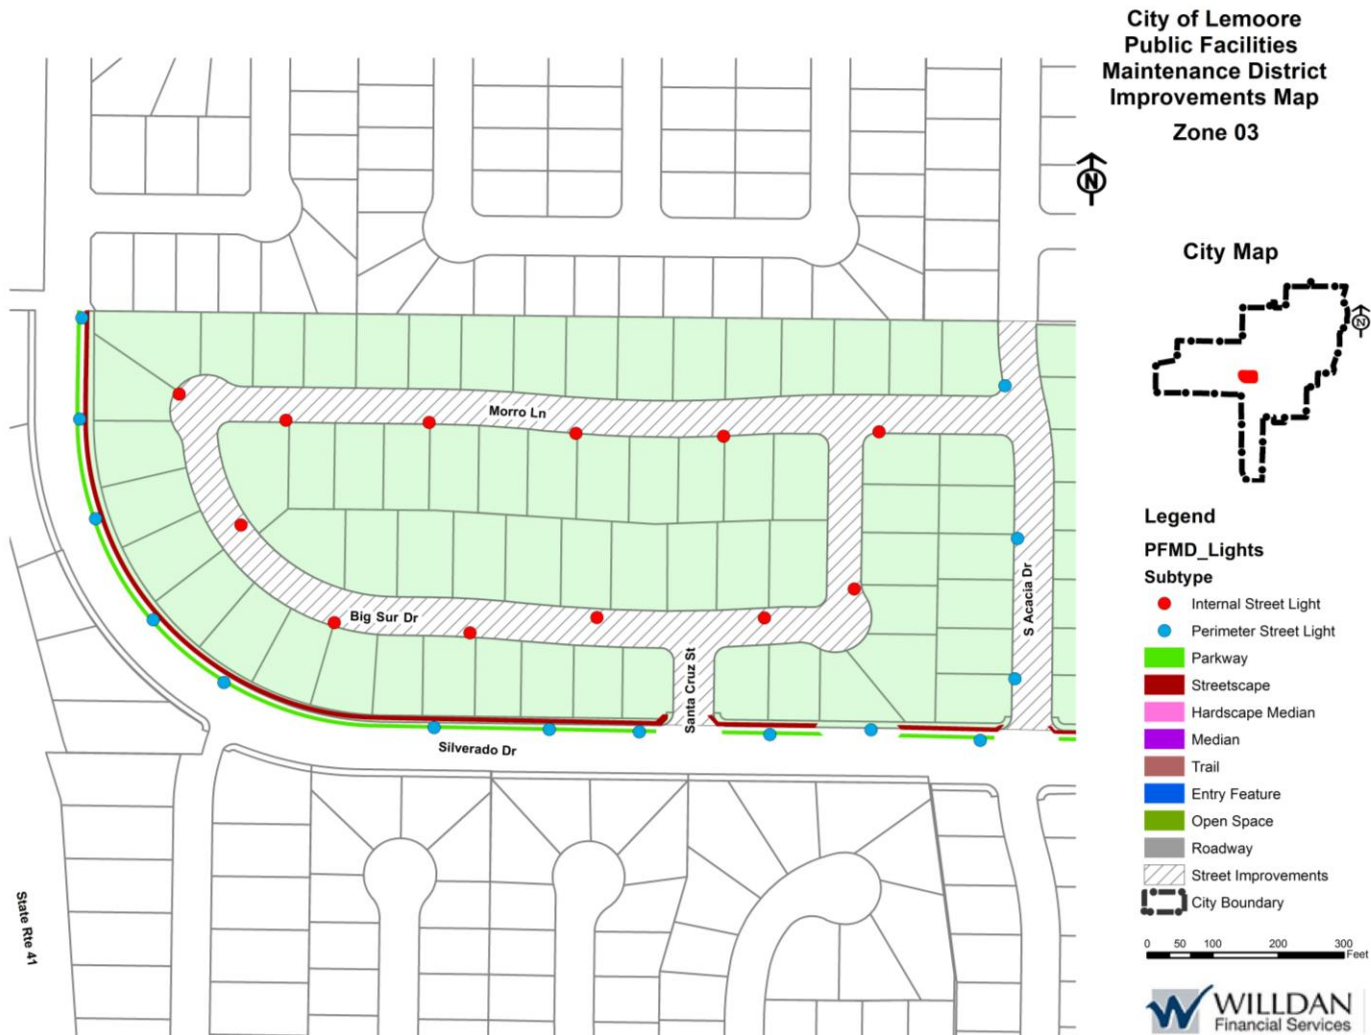 City of Lemoore
Public Facilities
Maintenance District
Improvements Map
Zone 03
N
City Map
N
Morro Ln
Big Sur Dr
Santa Cruz St
S Acacia Dr
Silverado Dr
State Rte 41
Legend
PFMD_Lights
Subtype
Internal Street Light
Perimeter Street Light
Parkway
Streetscape
Hardscape Median
Median
Trail
Entry Feature
Open Space
Roadway
Street Improvements
City Boundary
0 50 100 200 300
Feet
WILLDAN
Financial Services